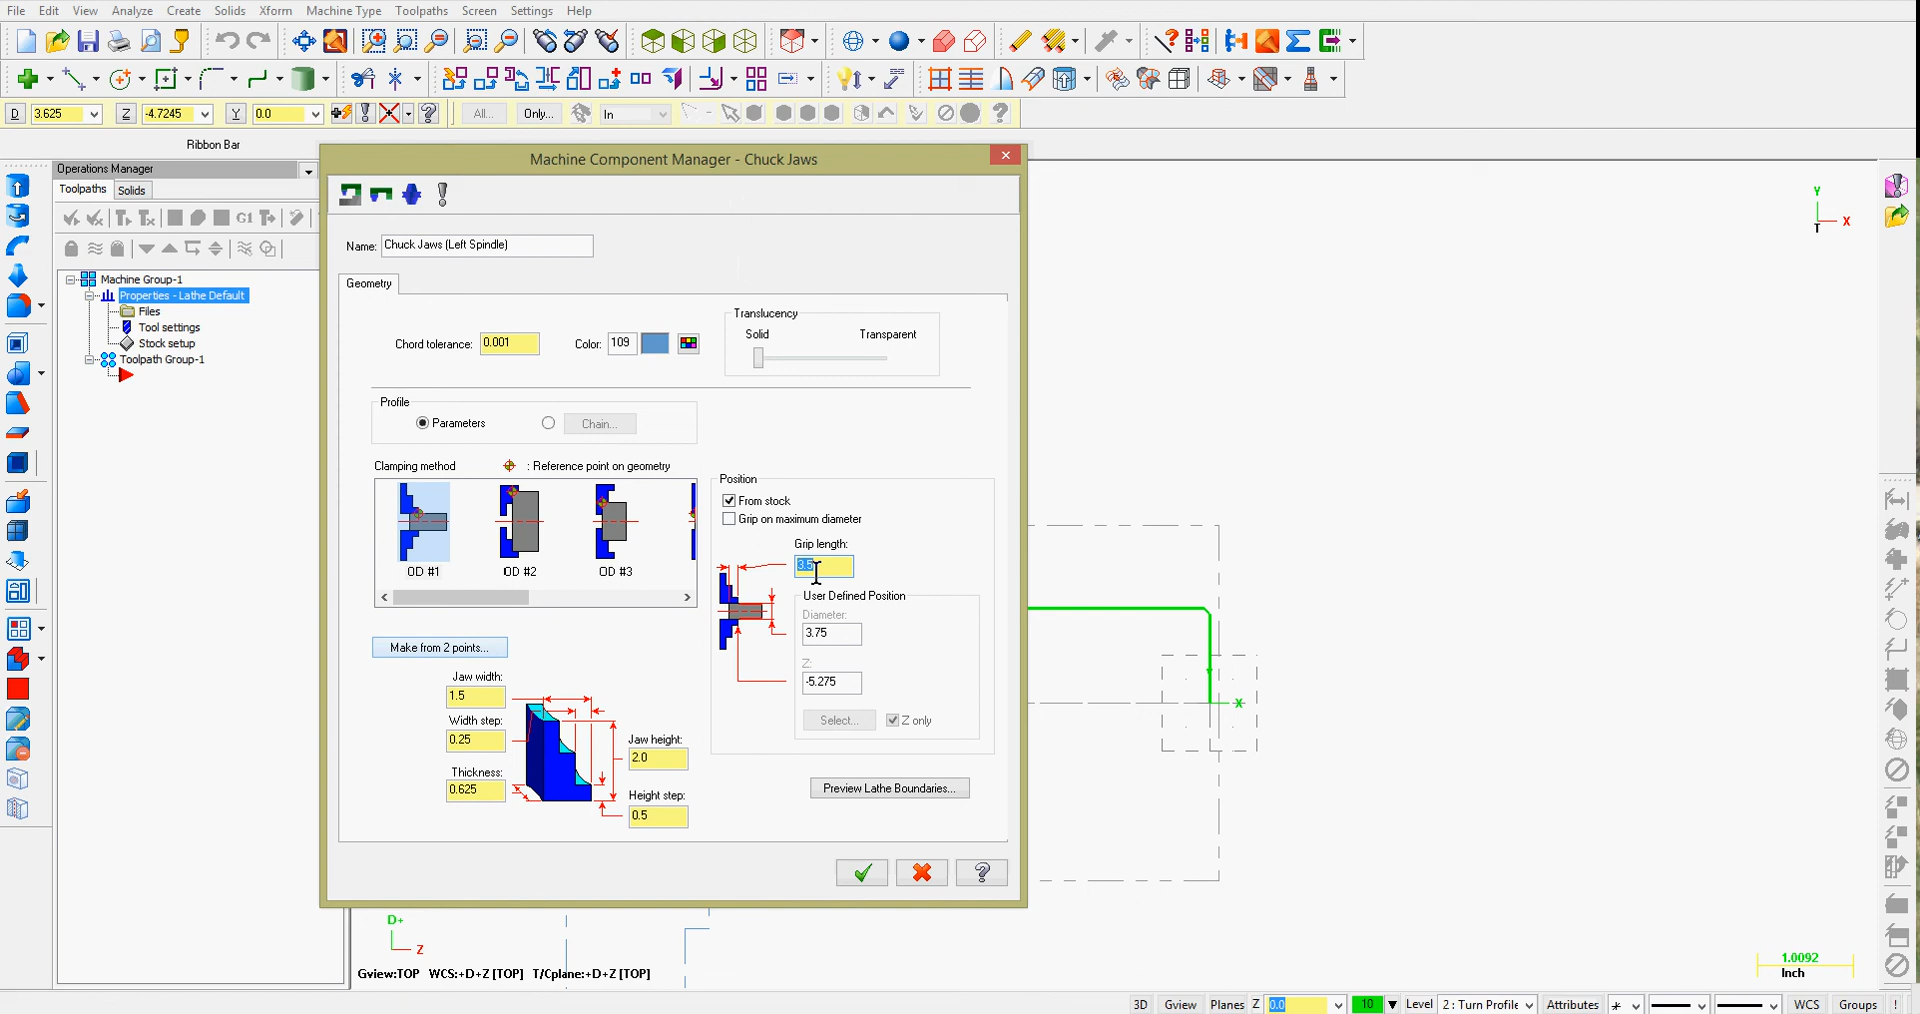 File Edit View Analyze Create Solids Xform Machine Type Toolpaths Screen Settings Help
D 3.625 Z -4.7245 Y 0.0 All... Only... In
Ribbon Bar
Operations Manager
Toolpaths Solids
G1
Machine Group-1
Properties - Lathe Default
Files
Tool settings
Stock setup
Toolpath Group-1
Machine Component Manager - Chuck Jaws
Name: Chuck Jaws (Left Spindle)
Geometry
Chord tolerance: 0.001 Color: 109
Translucency
Solid Transparent
Profile
Parameters Chain...
Clamping method : Reference point on geometry
OD #1 OD #2 OD #3
Make from 2 points...
Jaw width:
1.5
Width step:
0.25
Thickness:
0.625
Jaw height:
2.0
Height step:
0.5
Position
From stock
Grip on maximum diameter
Grip length:
3.5
User Defined Position
Diameter:
3.75
Z:
-5.275
Select... Z only
Preview Lathe Boundaries...
Y
X
T
X
D+
Z
Gview:TOP WCS:+D+Z [TOP] T/Cplane:+D+Z [TOP]
1.0092
Inch
3D Gview Planes Z 0.0 10 Level 2 : Turn Profile Attributes WCS Groups !